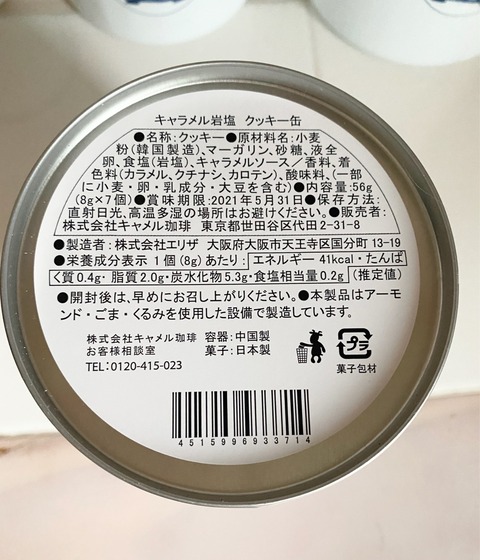 キャラメル岩塩 クッキー缶
●名称:クッキー●原材料名:小麦
粉(韓国製造)、マーガリン、砂糖、液全
卵、食塩(岩塩)、キャラメルソース/香料、着
色料(カラメル、クチナシ、カロテン)、酸味料、(一部
に小麦・卵・乳成分・大豆を含む)●内容量:56g
(8g×7個)●賞味期限:2021年5月31日●保存方法:
直射日光、高温多湿の場所はお避けください。●販売者:
株式会社キャメル珈琲 東京都世田谷区代田2-31-8
●製造者:株式会社エリザ 大阪府大阪市天王寺区国分町13-19
●栄養成分表示 1個(8g)あたり:エネルギー 41kcal・たんぱ
く質0.4g・脂質2.0g・炭水化物5.3g・食塩相当量0.2g(推定値)
●開封後は、早めにお召し上がりください。●本製品はアーモ
ンド・ごま・くるみを使用した設備で製造しています。
株式会社キャメル珈琲 容器:中国製
お客様相談室 菓子:日本製
TEL:0120-415-023
プラ
菓子包材
4515996933714